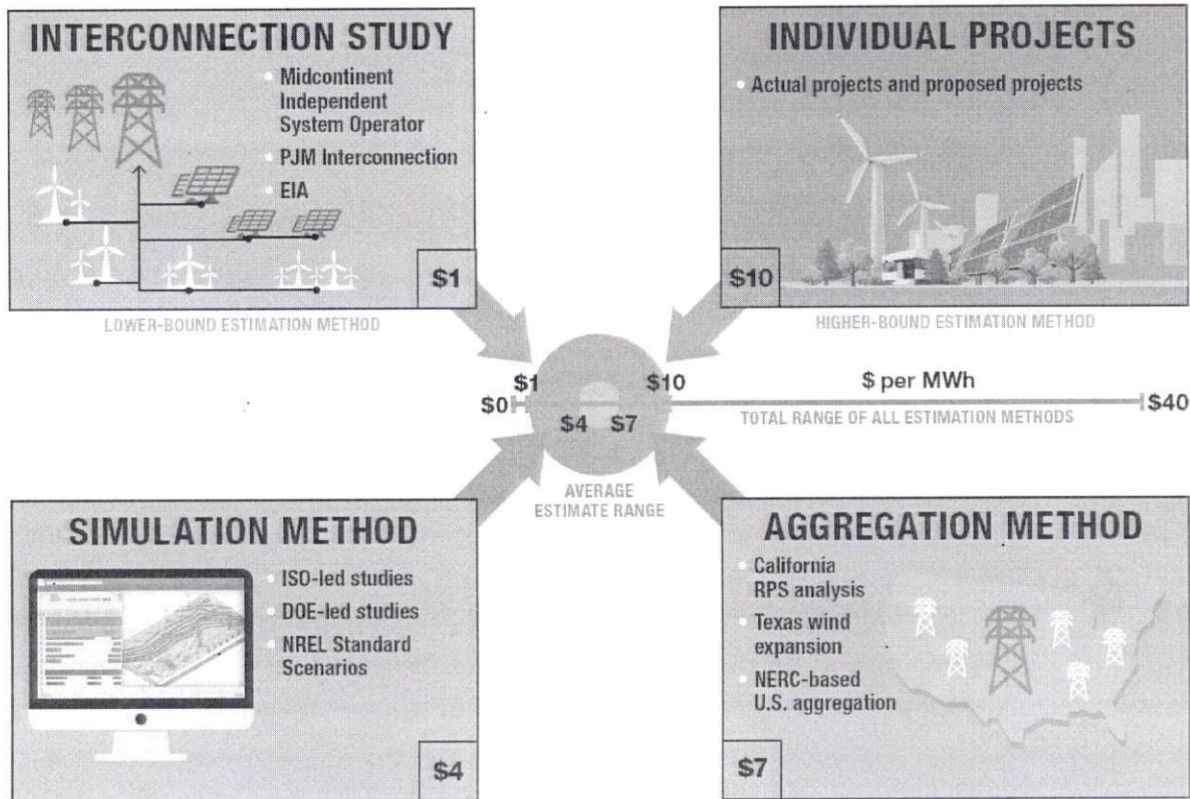 INTERCONNECTION STUDY
Midcontinent
Independent
System Operator
PJM Interconnection
EIA
$1
LOWER-BOUND ESTIMATION METHOD
INDIVIDUAL PROJECTS
Actual projects and proposed projects
$10
HIGHER-BOUND ESTIMATION METHOD
$0
$1
$10
$ per MWh
$40
$4
$7
TOTAL RANGE OF ALL ESTIMATION METHODS
AVERAGE
ESTIMATE RANGE
SIMULATION METHOD
ISO-led studies
DOE-led studies
NREL Standard
Scenarios
$4
AGGREGATION METHOD
California
RPS analysis
Texas wind
expansion
NERC-based
U.S. aggregation
$7